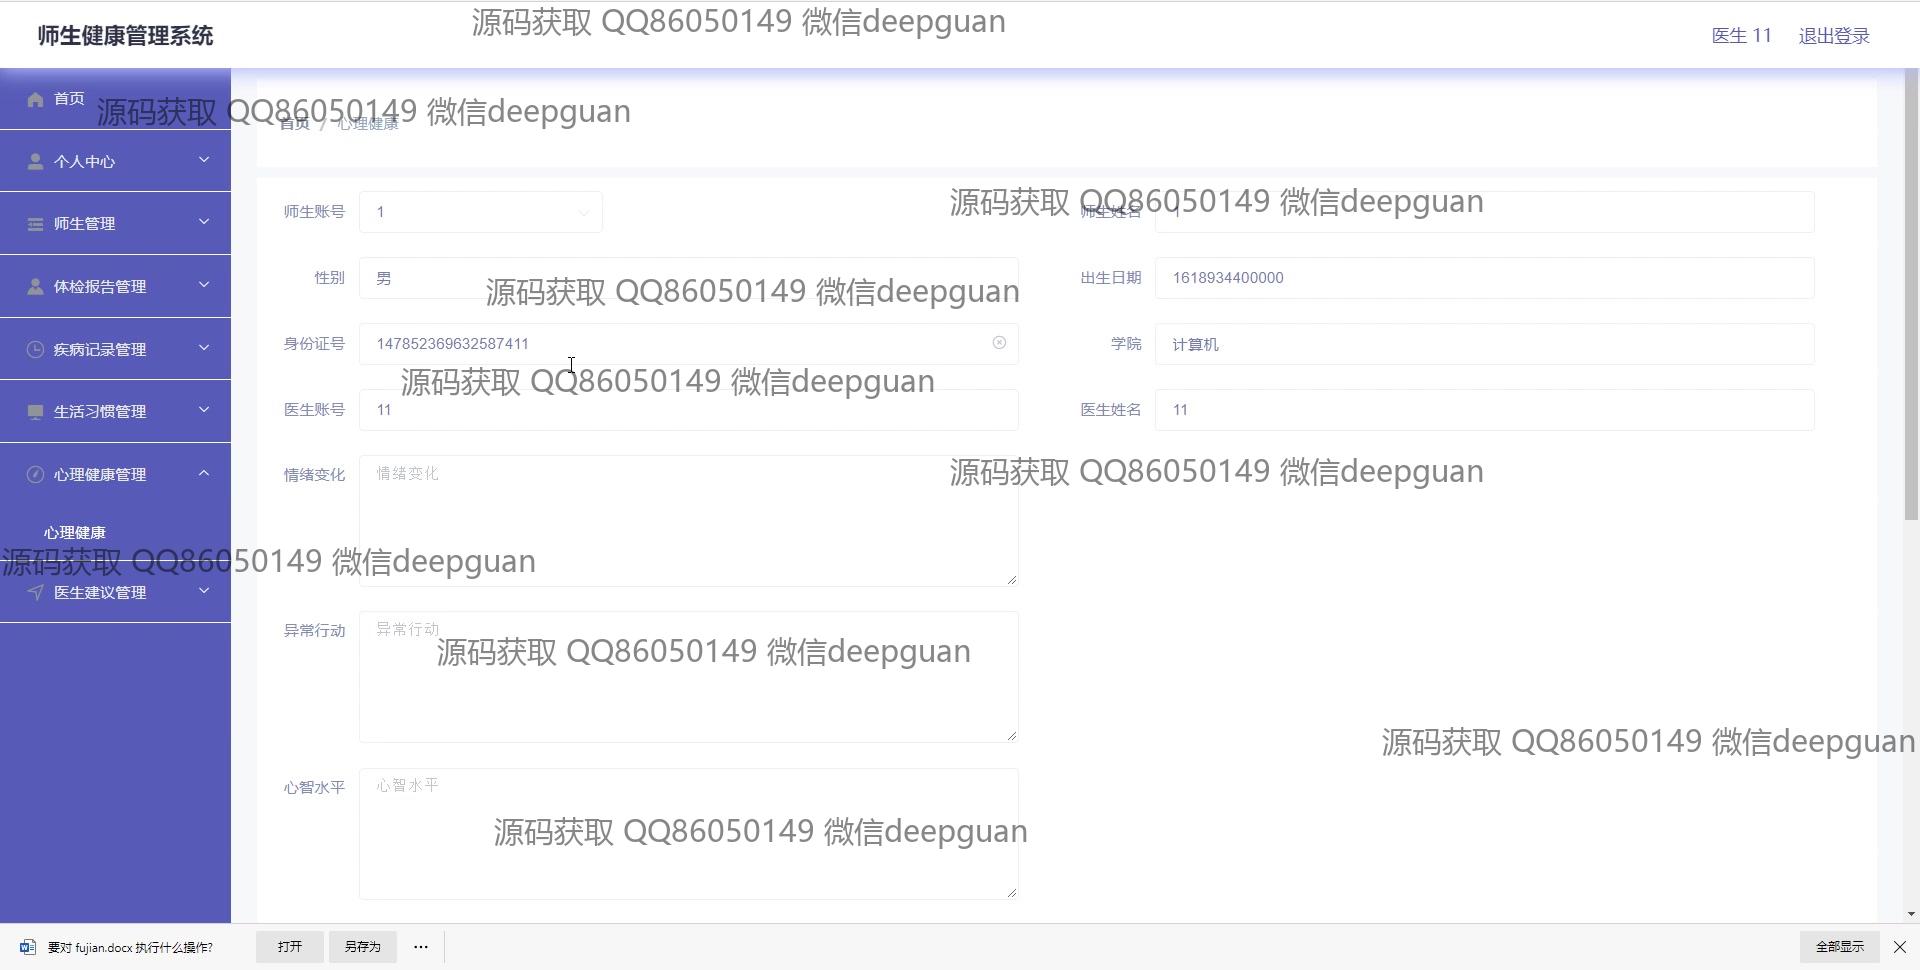 源码获取 QQ86050149 微信deepguan
师生健康管理系统
医生 11 退出登录
首页
源码获取 QQ86050149 微信deepguan
首页 / 心理健康
个人中心
源码获取 QQ86050149 微信deepguan
师生账号 1
师生姓名 1
师生管理
性别 男
出生日期 1618934400000
源码获取 QQ86050149 微信deepguan
体检报告管理
身份证号 147852369632587411
学院 计算机
疾病记录管理
源码获取 QQ86050149 微信deepguan
医生账号 11
医生姓名 11
生活习惯管理
源码获取 QQ86050149 微信deepguan
情绪变化 情绪变化
心理健康管理
心理健康
源码获取 QQ86050149 微信deepguan
医生建议管理
异常行动 异常行动
源码获取 QQ86050149 微信deepguan
源码获取 QQ86050149 微信deepguan
心智水平 心智水平
源码获取 QQ86050149 微信deepguan
要对 fujian.docx 执行什么操作?
打开 另存为 ···
全部显示